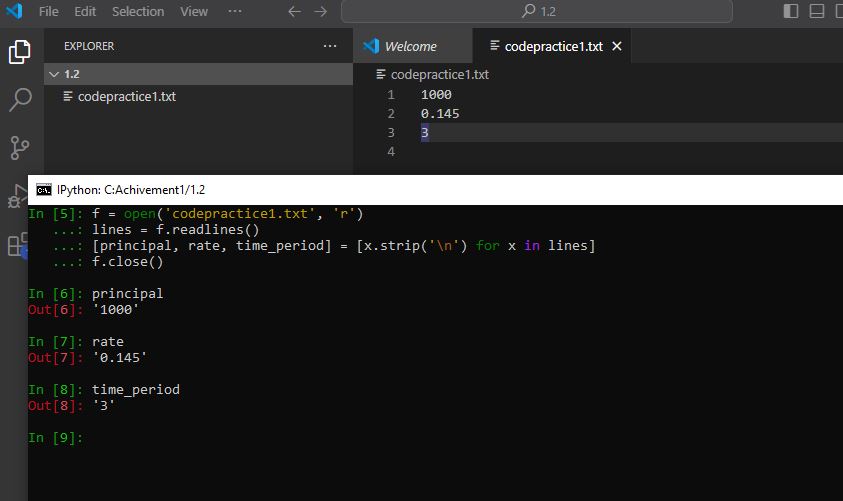 File Edit Selection View ... 1.2
EXPLORER ...
Welcome
codepractice1.txt
1.2
codepractice1.txt
codepractice1.txt
1 1000
2 0.145
3 3
4
C:\. IPython: C:Achivement1/1.2
In [5]: f = open('codepractice1.txt', 'r')
...: lines = f.readlines()
...: [principal, rate, time_period] = [x.strip('\n') for x in lines]
...: f.close()
In [6]: principal
Out[6]: '1000'
In [7]: rate
Out[7]: '0.145'
In [8]: time_period
Out[8]: '3'
In [9]: